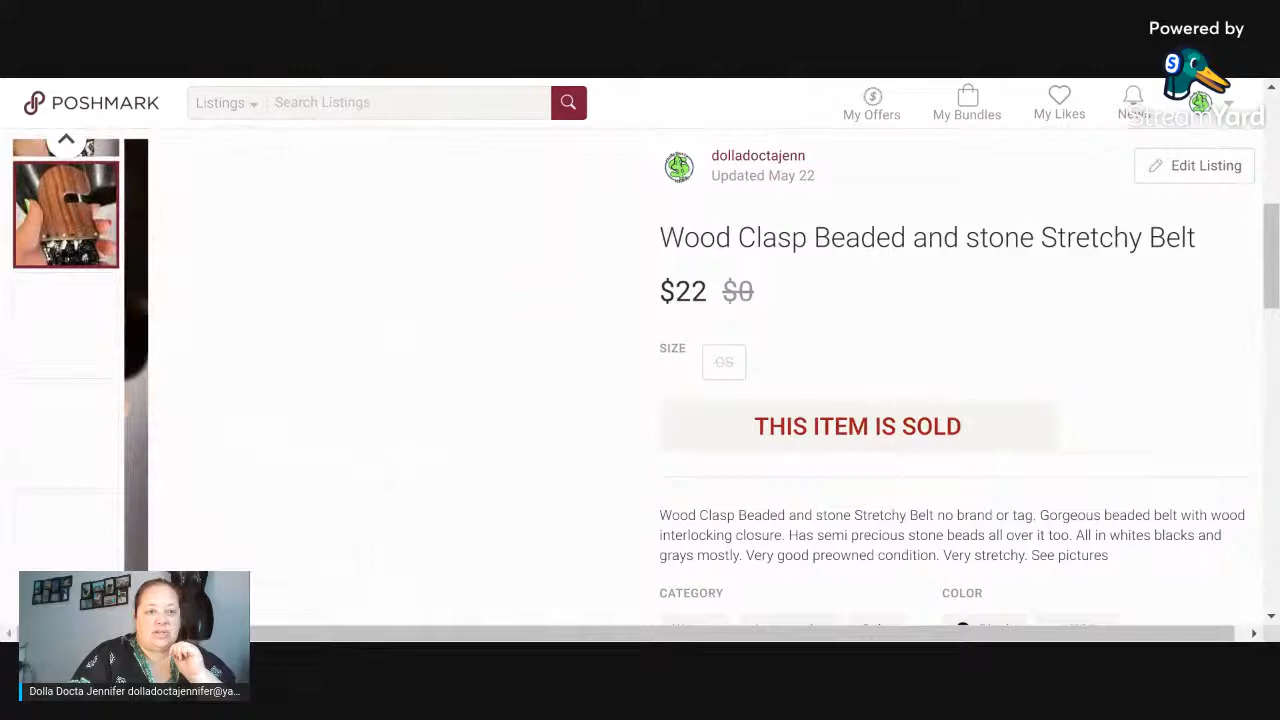 Powered by
StreamYard
POSHMARK
Listings
Search Listings
My Offers
My Bundles
My Likes
dolladoctajenn
Updated May 22
Edit Listing
Wood Clasp Beaded and stone Stretchy Belt
$22 $0
SIZE
OS
THIS ITEM IS SOLD
Wood Clasp Beaded and stone Stretchy Belt no brand or tag. Gorgeous beaded belt with wood
interlocking closure. Has semi precious stone beads all over it too. All in whites blacks and
grays mostly. Very good preowned condition. Very stretchy. See pictures
CATEGORY
COLOR
Dolla Docta Jennifer dolladoctajennifer@ya...